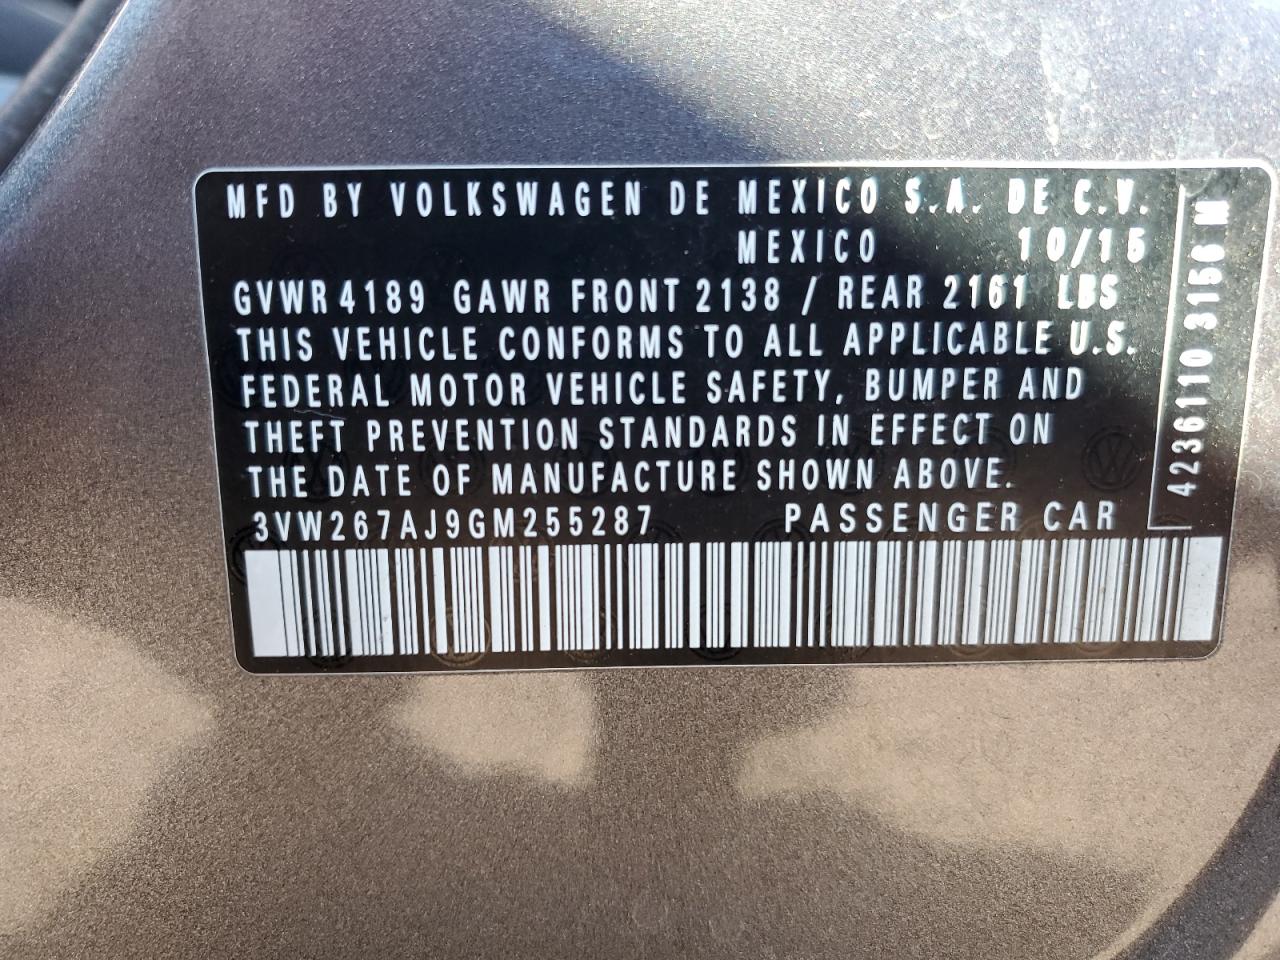 MFD BY VOLKSWAGEN DE MEXICO S.A. DE C.V.
MEXICO 10/15
GVWR 4189 GAWR FRONT 2138 / REAR 2161 LBS
THIS VEHICLE CONFORMS TO ALL APPLICABLE U.S.
FEDERAL MOTOR VEHICLE SAFETY, BUMPER AND
THEFT PREVENTION STANDARDS IN EFFECT ON
THE DATE OF MANUFACTURE SHOWN ABOVE.
3VW267AJ9GM255287 PASSENGER CAR
4236110 3156 M